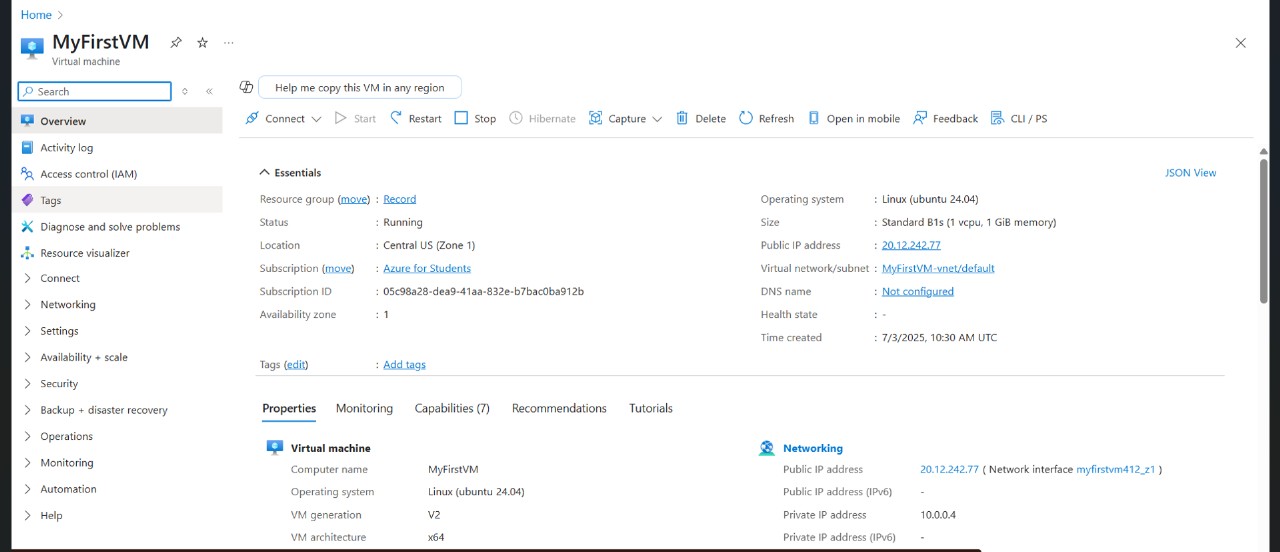 Home >
MyFirstVM
Virtual machine
Search
Help me copy this VM in any region
Connect Start Restart Stop Hibernate Capture Delete Refresh Open in mobile Feedback CLI / PS
Overview
Activity log
Access control (IAM)
Tags
Diagnose and solve problems
Resource visualizer
Connect
Networking
Settings
Availability + scale
Security
Backup + disaster recovery
Operations
Monitoring
Automation
Help
Essentials
JSON View
Resource group (move) : Record
Status : Running
Location : Central US (Zone 1)
Subscription (move) : Azure for Students
Subscription ID : 05c98a28-dea9-41aa-832e-b7bac0ba912b
Availability zone : 1
Operating system : Linux (ubuntu 24.04)
Size : Standard B1s (1 vcpu, 1 GiB memory)
Public IP address : 20.12.242.77
Virtual network/subnet : MyFirstVM-vnet/default
DNS name : Not configured
Health state : -
Time created : 7/3/2025, 10:30 AM UTC
Tags (edit) : Add tags
Properties Monitoring Capabilities (7) Recommendations Tutorials
Virtual machine
Computer name MyFirstVM
Operating system Linux (ubuntu 24.04)
VM generation V2
VM architecture x64
Networking
Public IP address 20.12.242.77 ( Network interface myfirstvm412_z1 )
Public IP address (IPv6) -
Private IP address 10.0.0.4
Private IP address (IPv6) -